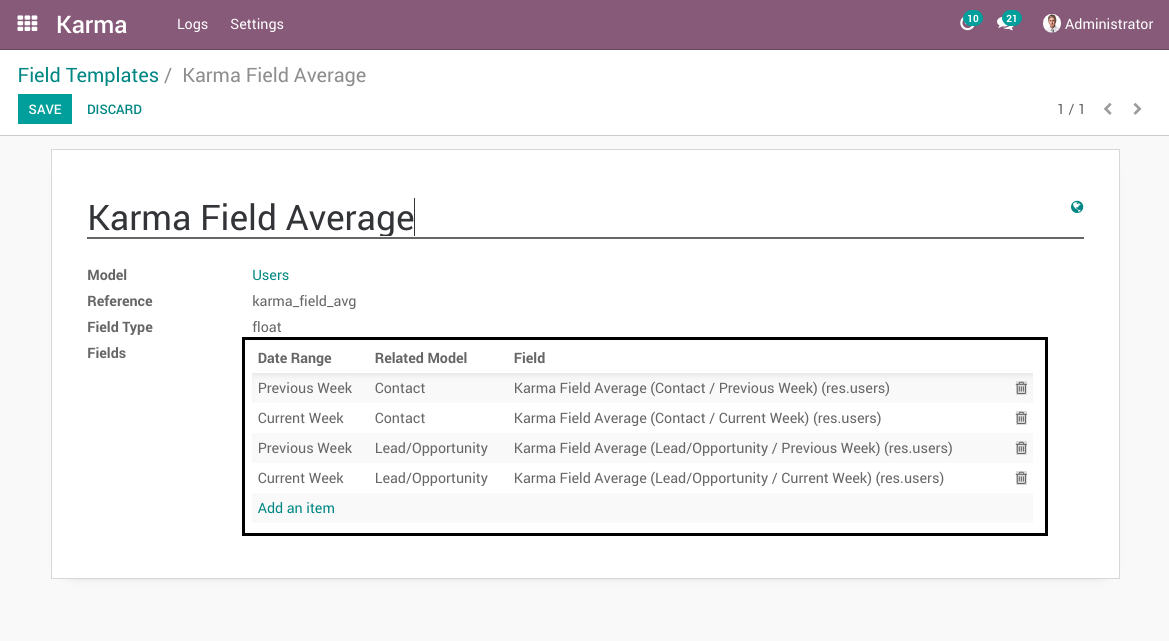 Karma Logs Settings 10 21 Administrator
Field Templates / Karma Field Average
SAVE DISCARD 1 / 1
Karma Field Average
Model Users
Reference karma_field_avg
Field Type float
Fields
Date Range Related Model Field
Previous Week Contact Karma Field Average (Contact / Previous Week) (res.users)
Current Week Contact Karma Field Average (Contact / Current Week) (res.users)
Previous Week Lead/Opportunity Karma Field Average (Lead/Opportunity / Previous Week) (res.users)
Current Week Lead/Opportunity Karma Field Average (Lead/Opportunity / Current Week) (res.users)
Add an item